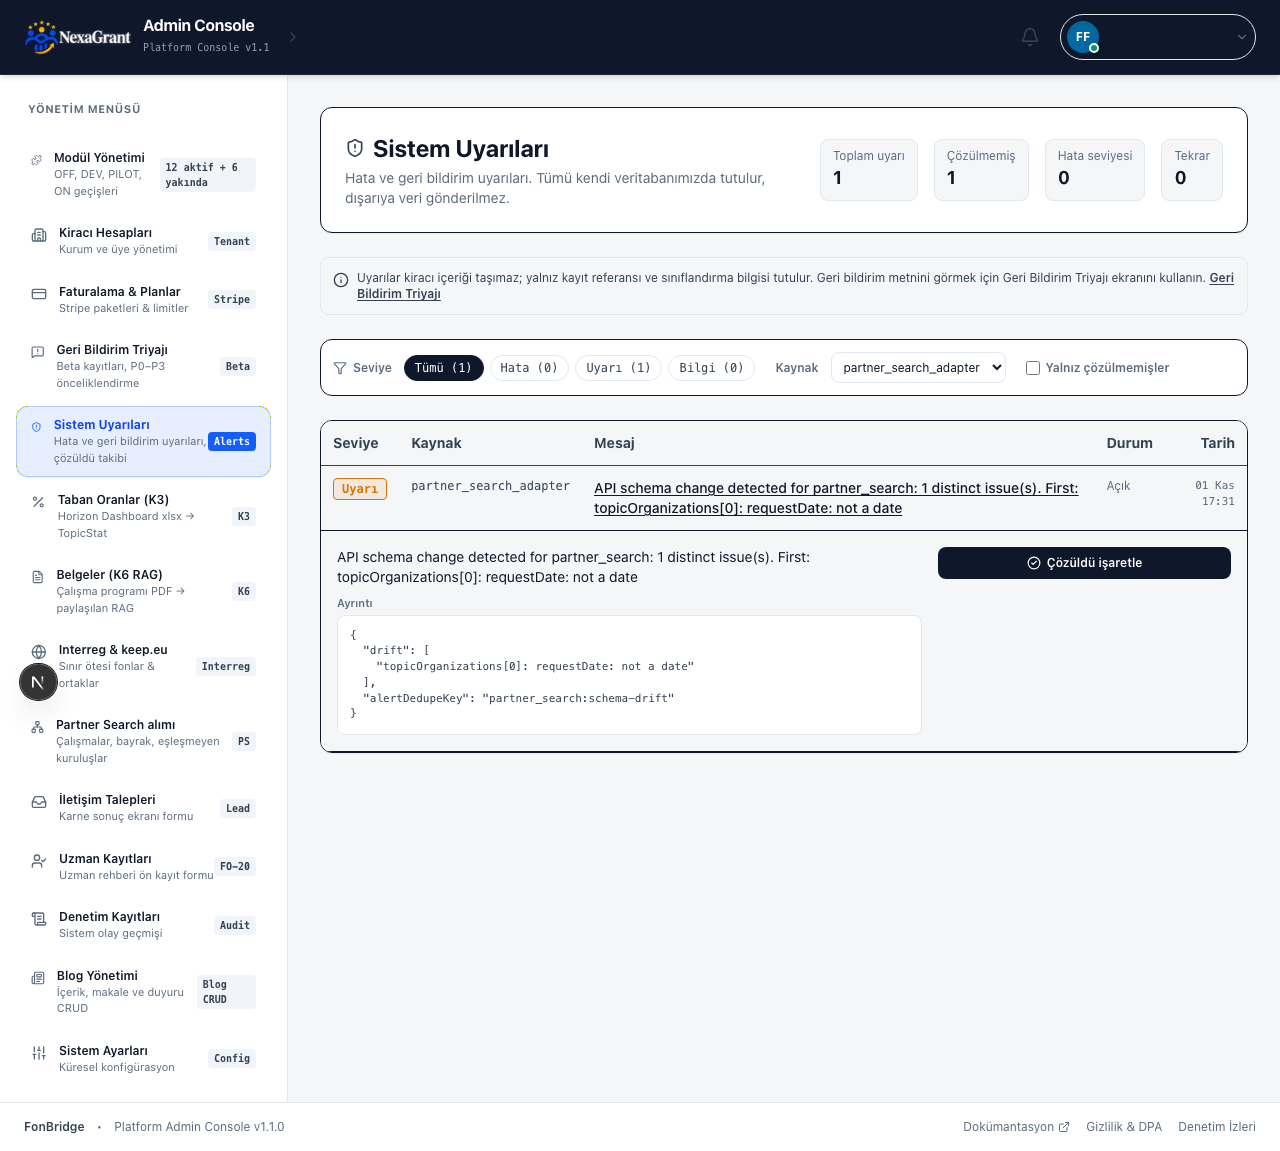 NexaGrant
Admin Console
Platform Console v1.1
FF
YÖNETİM MENÜSÜ
Modül Yönetimi
OFF, DEV, PILOT,
ON geçişleri
12 aktif + 6
yakında
Kiracı Hesapları
Kurum ve üye yönetimi
Tenant
Faturalama & Planlar
Stripe paketleri & limitler
Stripe
Geri Bildirim Triyajı
Beta kayıtları, P0–P3
önceliklendirme
Beta
Sistem Uyarıları
Hata ve geri bildirim uyarıları,
çözüldü takibi
Alerts
Taban Oranlar (K3)
Horizon Dashboard xlsx →
TopicStat
K3
Belgeler (K6 RAG)
Çalışma programı PDF →
paylaşılan RAG
K6
Interreg & keep.eu
Sınır ötesi fonlar &
ortaklar
Interreg
N
Partner Search alımı
Çalışmalar, bayrak, eşleşmeyen
kuruluşlar
PS
İletişim Talepleri
Karne sonuç ekranı formu
Lead
Uzman Kayıtları
Uzman rehberi ön kayıt formu
FO-20
Denetim Kayıtları
Sistem olay geçmişi
Audit
Blog Yönetimi
İçerik, makale ve duyuru
CRUD
Blog
CRUD
Sistem Ayarları
Küresel konfigürasyon
Config
Sistem Uyarıları
Hata ve geri bildirim uyarıları. Tümü kendi veritabanımızda tutulur,
dışarıya veri gönderilmez.
Toplam uyarı
1
Çözülmemiş
1
Hata seviyesi
0
Tekrar
0
Uyarılar kiracı içeriği taşımaz; yalnız kayıt referansı ve sınıflandırma bilgisi tutulur. Geri bildirim metnini görmek için Geri Bildirim Triyajı ekranını kullanın. Geri
Bildirim Triyajı
Seviye Tümü (1) Hata (0) Uyarı (1) Bilgi (0) Kaynak partner_search_adapter Yalnız çözülmemişler
Seviye Kaynak Mesaj Durum Tarih
Uyarı partner_search_adapter API schema change detected for partner_search: 1 distinct issue(s). First: Açık 01 Kas
topicOrganizations[0]: requestDate: not a date 17:31
API schema change detected for partner_search: 1 distinct issue(s). First:
topicOrganizations[0]: requestDate: not a date
Çözüldü işaretle
Ayrıntı
{
"drift": [
"topicOrganizations[0]: requestDate: not a date"
],
"alertDedupeKey": "partner_search:schema-drift"
}
FonBridge • Platform Admin Console v1.1.0
Dokümantasyon Gizlilik & DPA Denetim İzleri